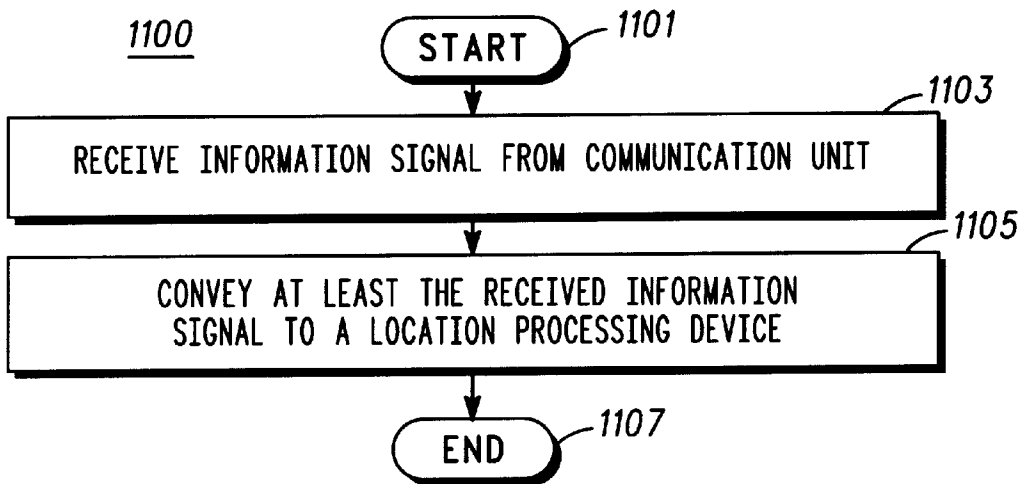 1100
START
1101
1103
RECEIVE INFORMATION SIGNAL FROM COMMUNICATION UNIT
1105
CONVEY AT LEAST THE RECEIVED INFORMATION
SIGNAL TO A LOCATION PROCESSING DEVICE
END
1107